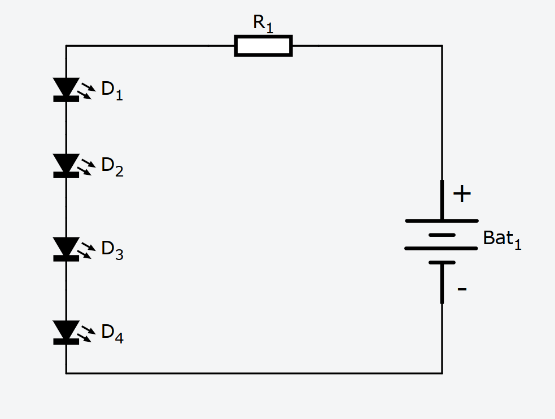 R1
D1
+
D2
Bat1
D3
-
D4